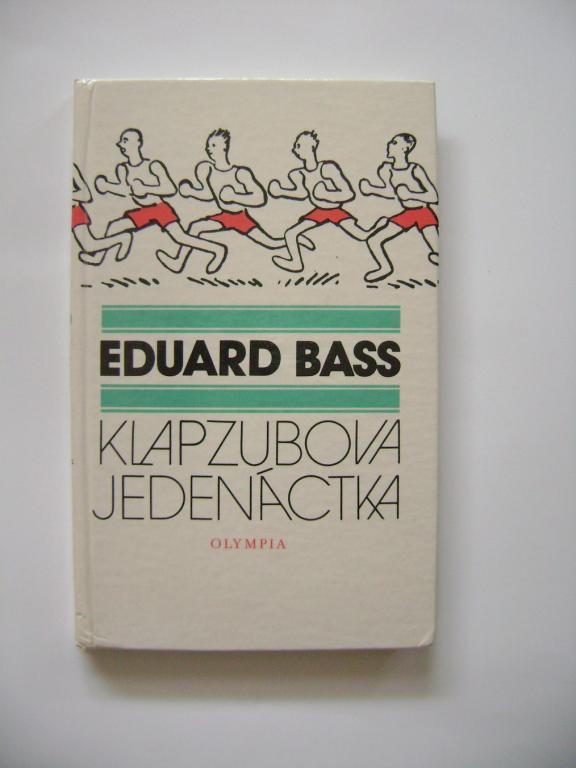 EDUARD BASS
KLAPZUBOVA
JEDENÁCTKA
OLYMPIA